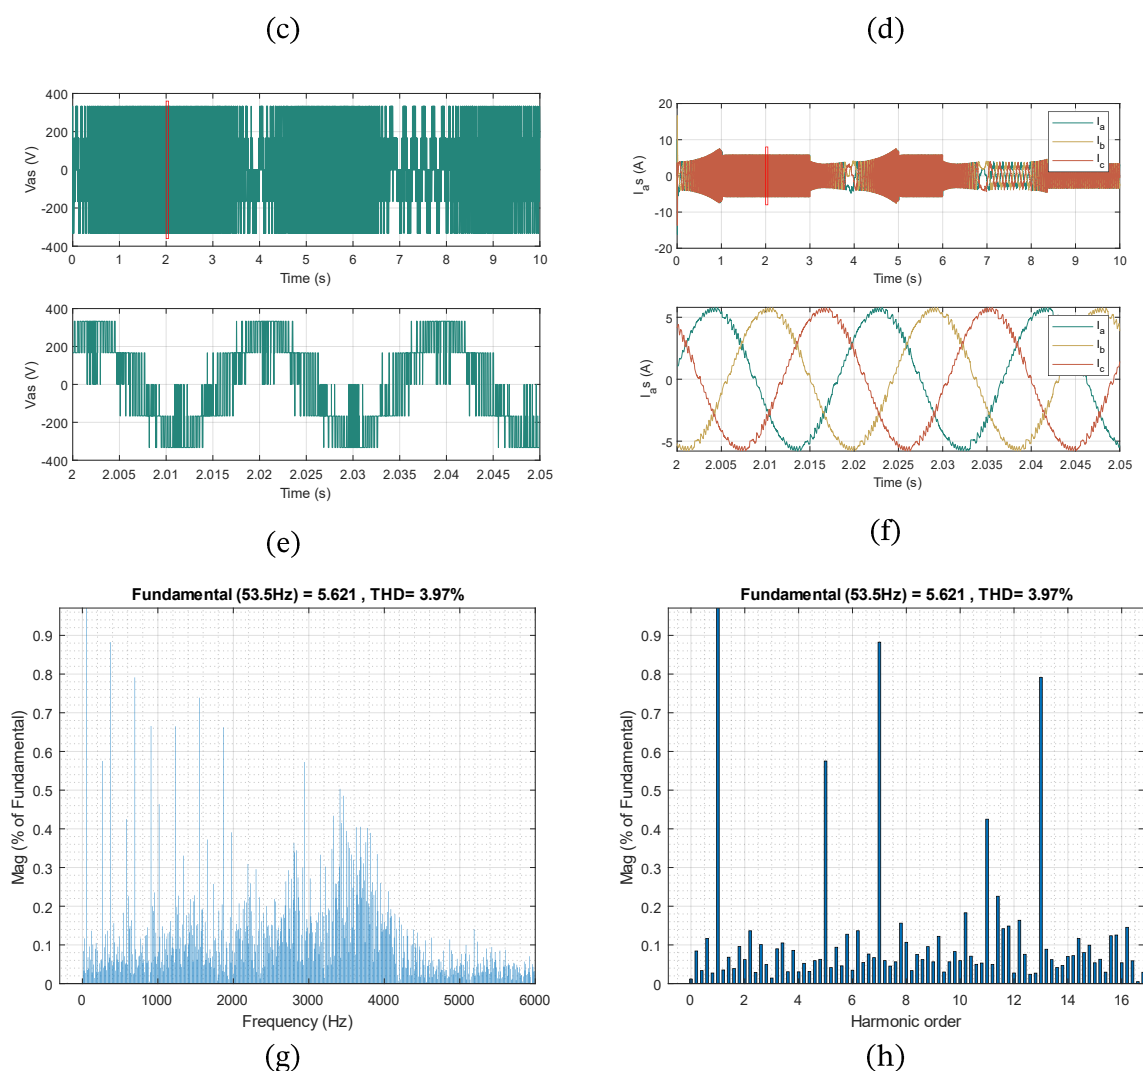 (c)
(d)
400
200
0
-200
-400
Vas (V)
0 1 2 3 4 5 6 7 8 9 10
Time (s)
20
10
0
-10
-20
I_a s (A)
I_a
I_b
I_c
0 1 2 3 4 5 6 7 8 9 10
Time (s)
400
200
0
-200
-400
Vas (V)
2 2.005 2.01 2.015 2.02 2.025 2.03 2.035 2.04 2.045 2.05
Time (s)
5
0
-5
I_a s (A)
I_a
I_b
I_c
2 2.005 2.01 2.015 2.02 2.025 2.03 2.035 2.04 2.045 2.05
Time (s)
(e)
(f)
Fundamental (53.5Hz) = 5.621 , THD= 3.97%
0.9
0.8
0.7
0.6
0.5
0.4
0.3
0.2
0.1
0
Mag (% of Fundamental)
0 1000 2000 3000 4000 5000 6000
Frequency (Hz)
(g)
Fundamental (53.5Hz) = 5.621 , THD= 3.97%
0.9
0.8
0.7
0.6
0.5
0.4
0.3
0.2
0.1
0
Mag (% of Fundamental)
0 2 4 6 8 10 12 14 16
Harmonic order
(h)